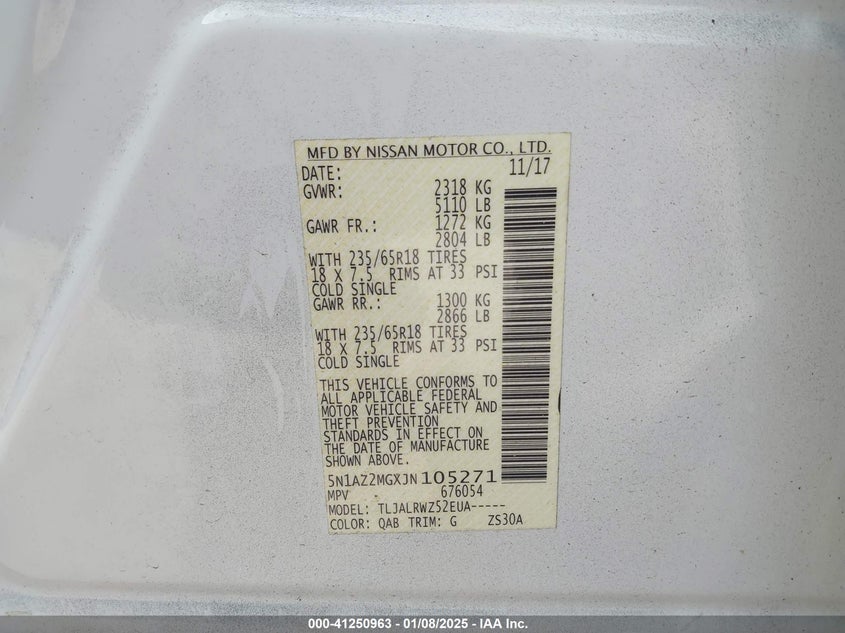 MFD BY NISSAN MOTOR CO., LTD.
DATE: 11/17
GVWR: 2318 KG
5110 LB
GAWR FR.: 1272 KG
2804 LB
WITH 235/65R18 TIRES
18 X 7.5 RIMS AT 33 PSI
COLD SINGLE
GAWR RR.: 1300 KG
2866 LB
WITH 235/65R18 TIRES
18 X 7.5 RIMS AT 33 PSI
COLD SINGLE
THIS VEHICLE CONFORMS TO
ALL APPLICABLE FEDERAL
MOTOR VEHICLE SAFETY AND
THEFT PREVENTION
STANDARDS IN EFFECT ON
THE DATE OF MANUFACTURE
SHOWN ABOVE.
5N1AZ2MGXJN105271
MPV 676054
MODEL: TLJALRWZ52EUA-----
COLOR: QAB TRIM: G ZS30A
000-41250963 - 01/08/2025 - IAA Inc.